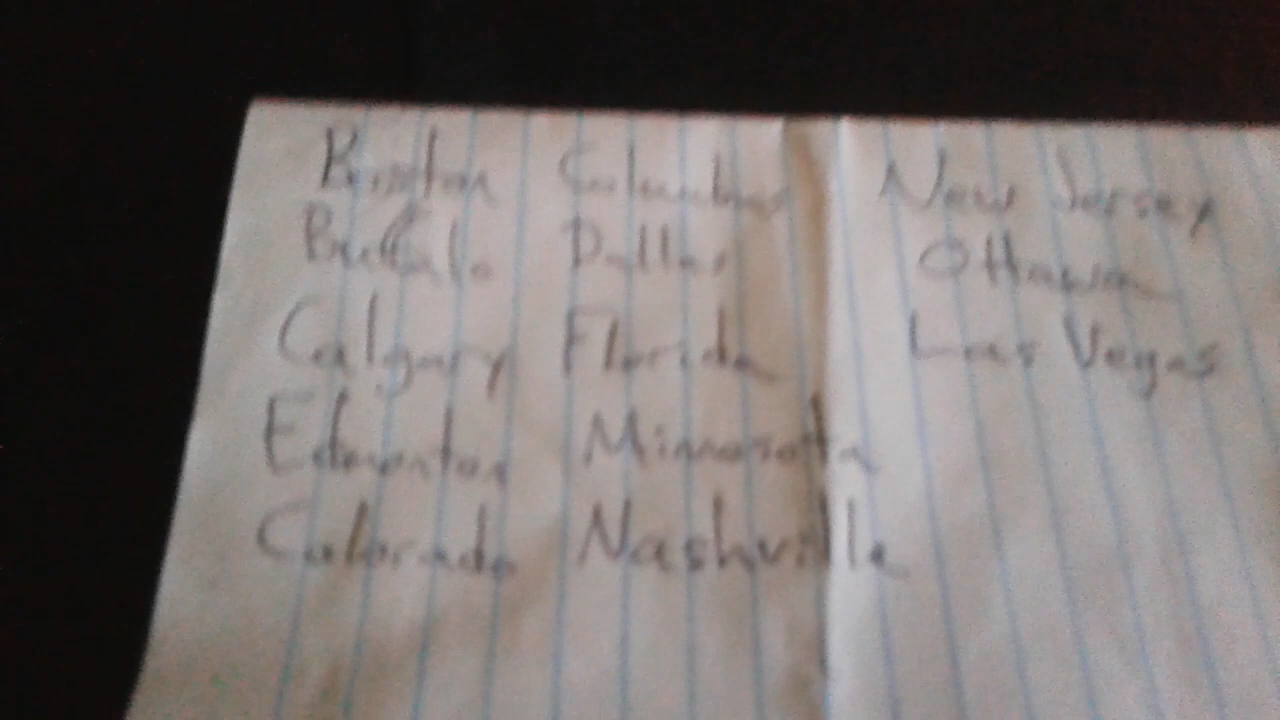 Boston Columbus New Jersey
Buffalo Dallas Ottawa
Calgary Florida Las Vegas
Edmonton Minnesota
Colorado Nashville